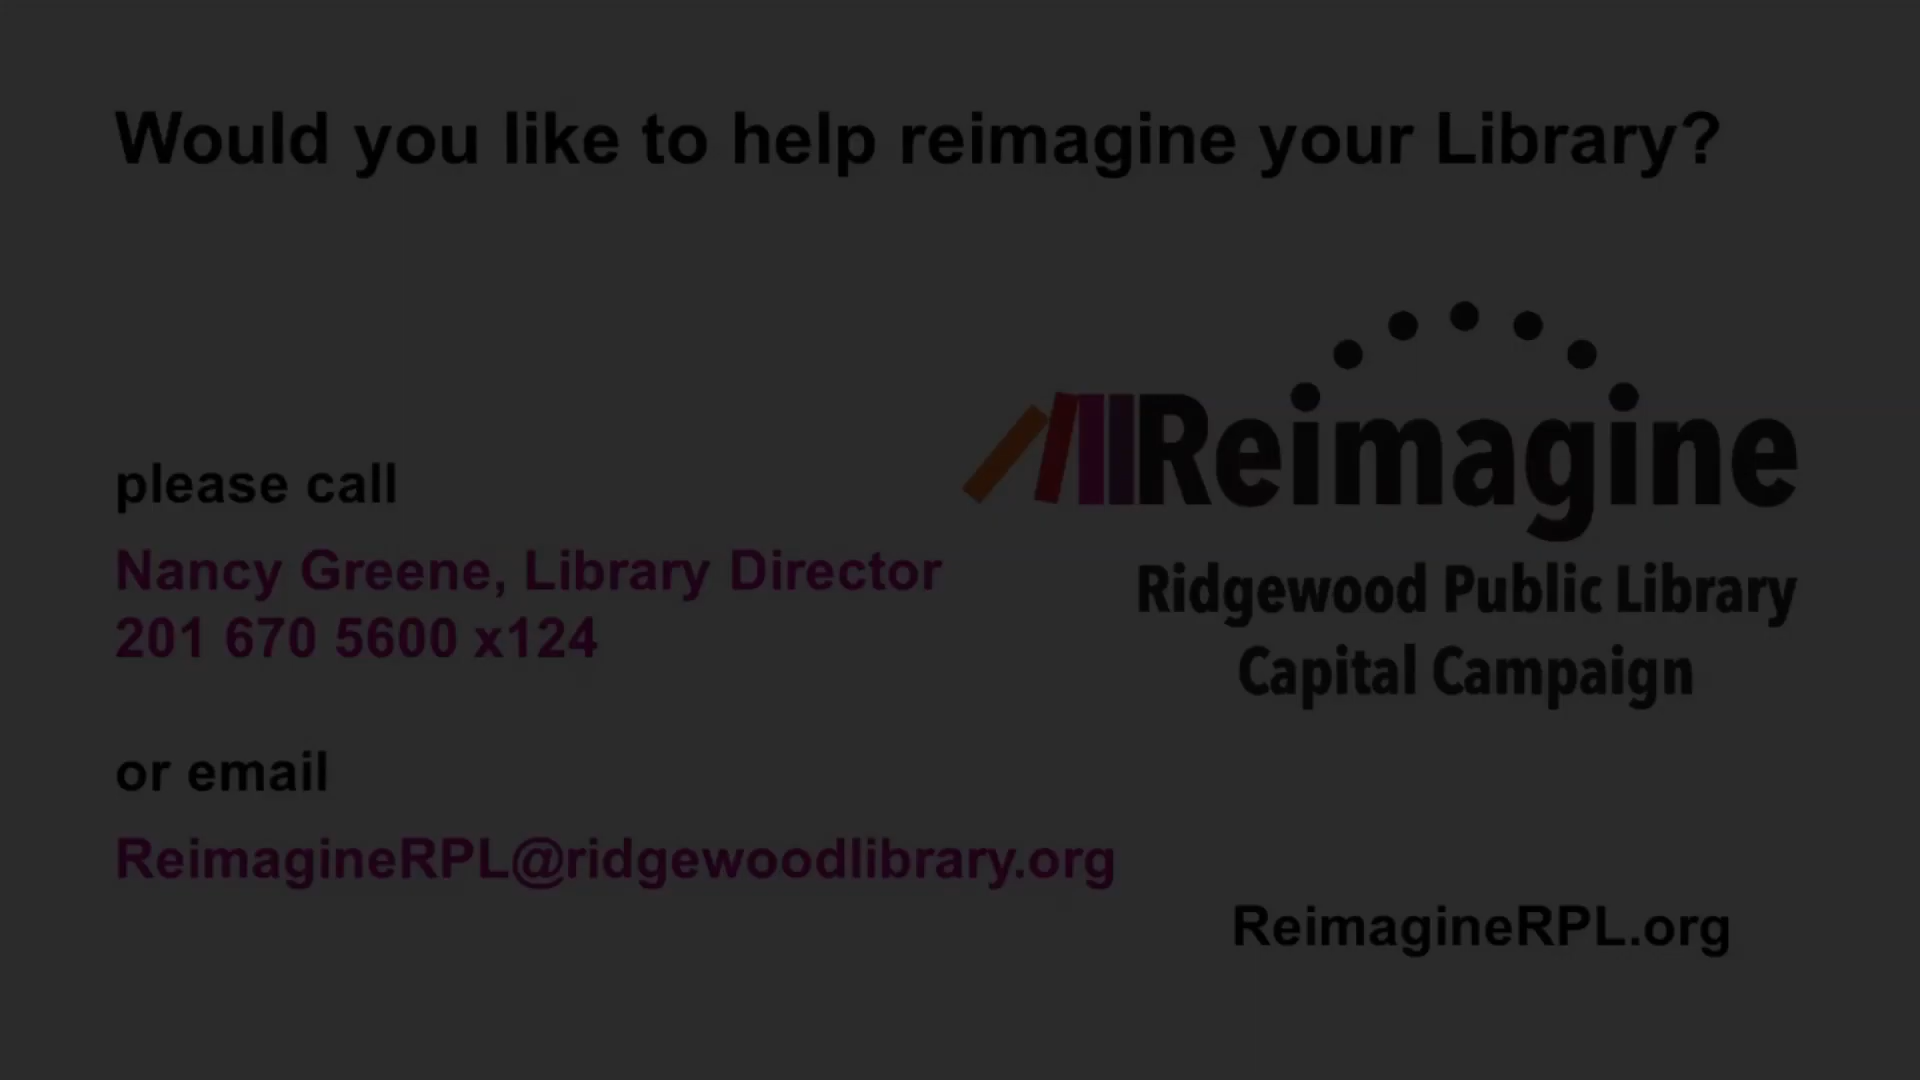 Would you like to help reimagine your Library?
please call
Nancy Greene, Library Director
201 670 5600 x124
or email
ReimagineRPL@ridgewoodlibrary.org
Reimagine
Ridgewood Public Library
Capital Campaign
ReimagineRPL.org